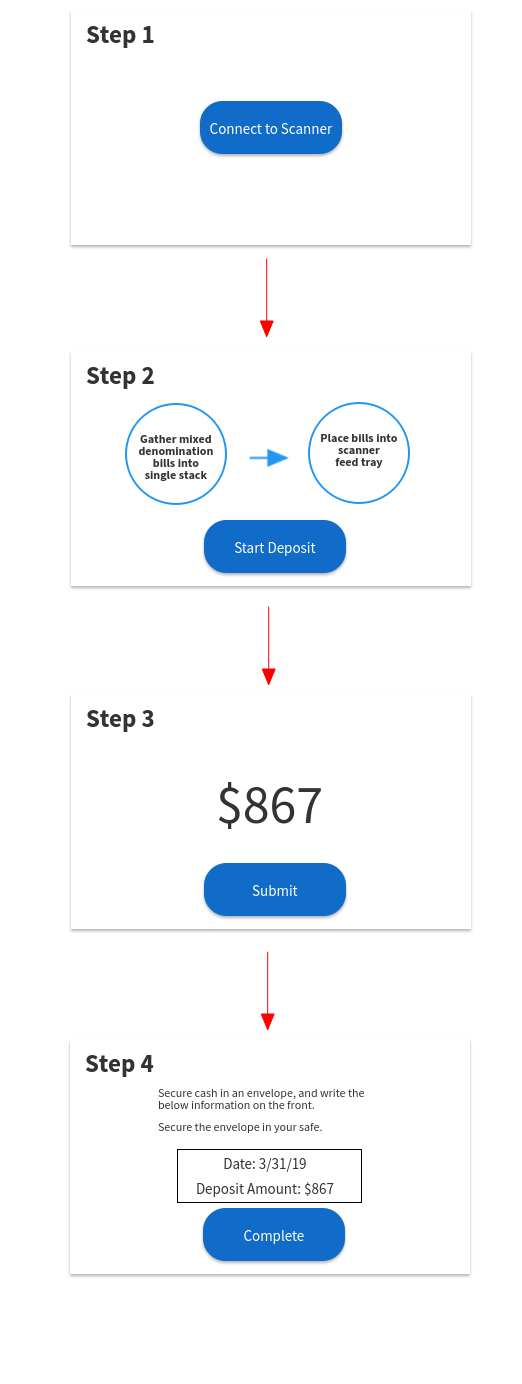 Step 1
Connect to Scanner
Step 2
Gather mixed
denomination
bills into
single stack
Place bills into
scanner
feed tray
Start Deposit
Step 3
$867
Submit
Step 4
Secure cash in an envelope, and write the
below information on the front.
Secure the envelope in your safe.
Date: 3/31/19
Deposit Amount: $867
Complete